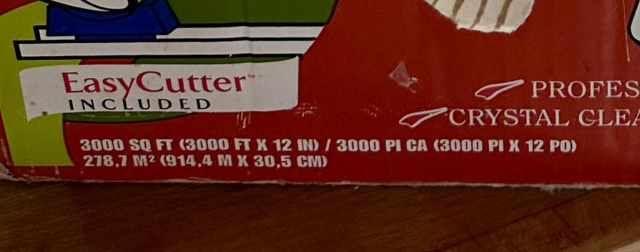 EasyCutter™
INCLUDED
PROFES
CRYSTAL CLEA
3000 SQ FT (3000 FT X 12 IN) / 3000 PI CA (3000 PI X 12 PO)
278,7 M² (914,4 M X 30,5 CM)